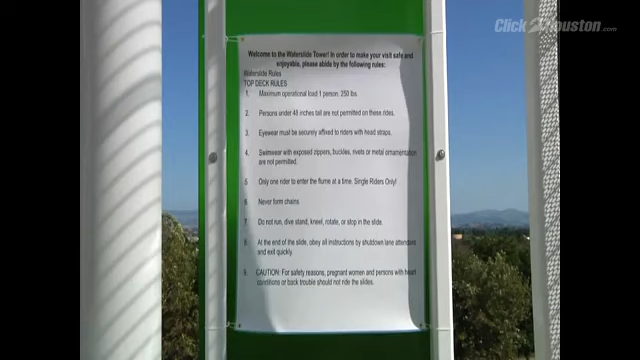 Click2Houston.com
Welcome to the Waterslide Tower! In order to make your visit safe and
enjoyable, please abide by the following rules:
Waterslide Rules
TOP DECK RULES
1. Maximum operational load 1 person, 250 lbs.
2. Persons under 48 inches tall are not permitted on these rides.
3. Eyewear must be securely affixed to riders with head straps.
4. Swimwear with exposed zippers, buckles, rivets or metal ornamentation
are not permitted.
5 Only one rider to enter the flume at a time. Single Riders Only!
6 Never form chains
7. Do not run, dive stand, kneel, rotate, or stop in the slide.
8. At the end of the slide, obey all instructions by shutdown lane attendants
and exit quickly.
9. CAUTION: For safety reasons, pregnant women and persons with heart
conditions or back trouble should not ride the slides.